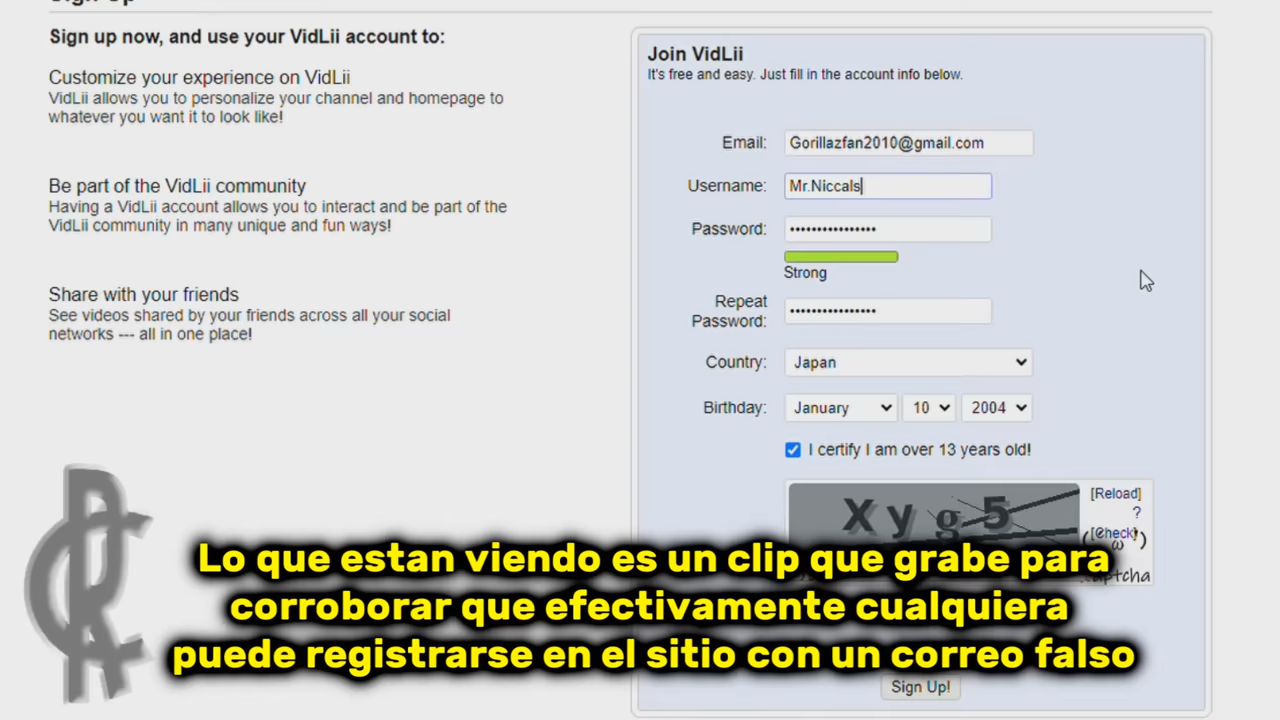 Sign up now, and use your VidLii account to:
Customize your experience on VidLii
VidLii allows you to personalize your channel and homepage to
whatever you want it to look like!
Be part of the VidLii community
Having a VidLii account allows you to interact and be part of the
VidLii community in many unique and fun ways!
Share with your friends
See videos shared by your friends across all your social
networks --- all in one place!
Join VidLii
It's free and easy. Just fill in the account info below.
Email: Gorillazfan2010@gmail.com
Username: Mr.Niccals
Password: ••••••••••••••••
Strong
Repeat
Password: ••••••••••••••••
Country: Japan
Birthday: January 10 2004
I certify I am over 13 years old!
Xyg5
[Reload]
?
[Check]
Lo que estan viendo es un clip que grabe para
corroborar que efectivamente cualquiera
puede registrarse en el sitio con un correo falso
Sign Up!